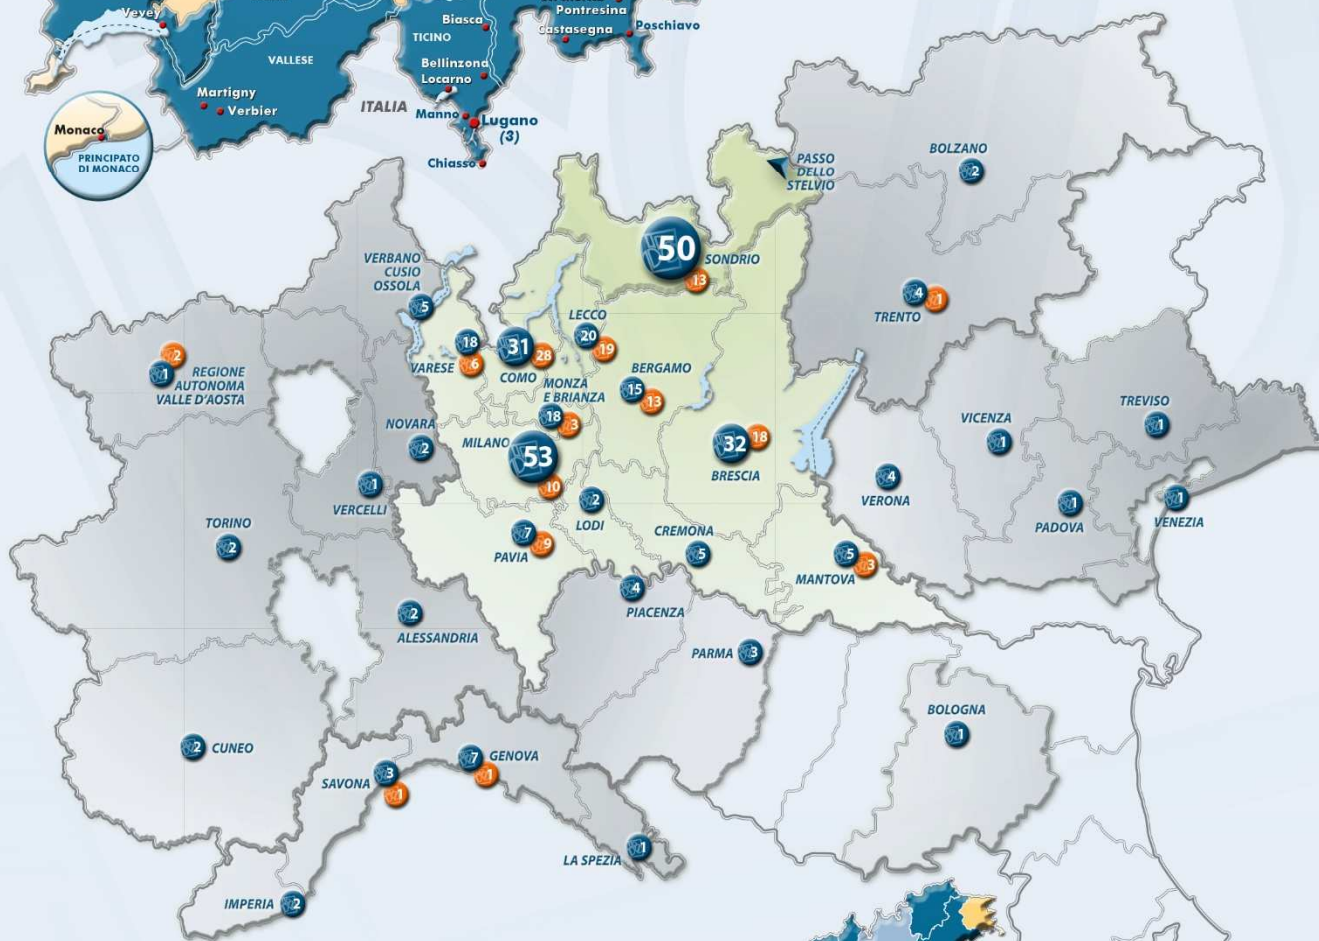 Vevey
VALLESE
Martigny
Verbier
Biasca
TICINO
Bellinzona
Locarno
ITALIA
Manno
Lugano
(3)
Chiasso
Pontresina
Castasegna
Poschiavo
Monaco
PRINCIPATO
DI MONACO
PASSO
DELLO
STELVIO
BOLZANO
2
50
SONDRIO
13
VERBANO
CUSIO
OSSOLA
5
4
1
TRENTO
LECCO
20
19
18
VARESE
6
31
28
COMO
2
1
REGIONE
AUTONOMA
VALLE D'AOSTA
BERGAMO
15
13
MONZA
E BRIANZA
18
3
MILANO
53
10
NOVARA
2
32
18
BRESCIA
VICENZA
1
TREVISO
1
4
VERONA
1
VERCELLI
2
LODI
1
PADOVA
1
VENEZIA
TORINO
2
7
9
PAVIA
CREMONA
5
5
3
MANTOVA
4
PIACENZA
2
ALESSANDRIA
PARMA
3
BOLOGNA
1
2
CUNEO
7
GENOVA
1
SAVONA
3
1
LA SPEZIA
1
IMPERIA
2